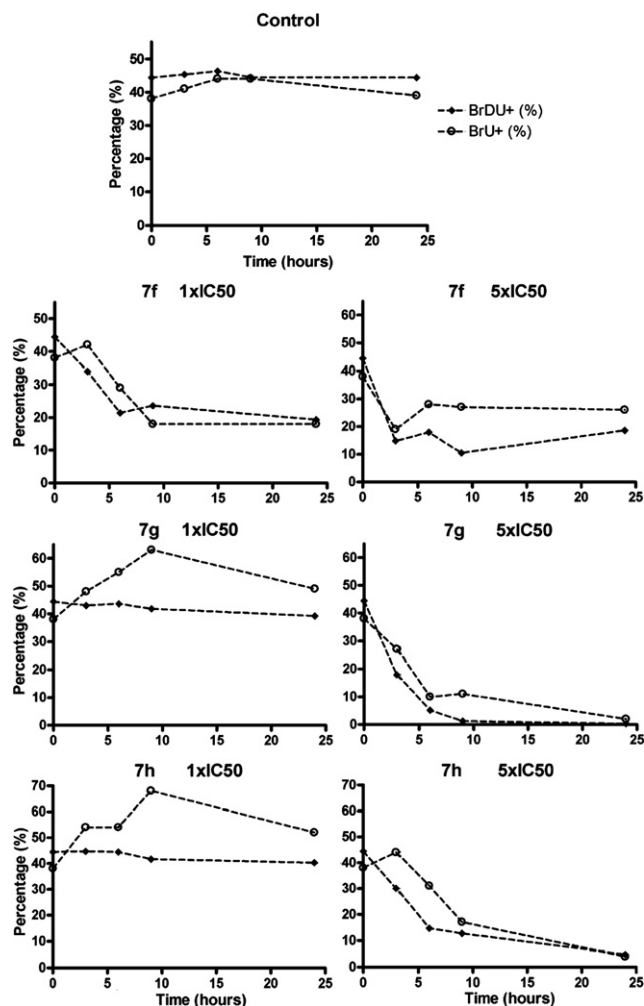 Control
Percentage (%)
50
40
30
20
10
0
0 5 10 15 20 25
Time (hours)
BrDU+ (%)
BrU+ (%)
7f 1xIC50
Percentage (%)
50
40
30
20
10
0
0 5 10 15 20 25
7f 5xIC50
60
50
40
30
20
10
0
0 5 10 15 20 25
7g 1xIC50
Percentage (%)
60
50
40
30
20
10
0
0 5 10 15 20 25
7g 5xIC50
60
50
40
30
20
10
0
0 5 10 15 20 25
7h 1xIC50
Percentage (%)
70
60
50
40
30
20
10
0
0 5 10 15 20 25
Time (hours)
7h 5xIC50
70
60
50
40
30
20
10
0
0 5 10 15 20 25
Time (hours)